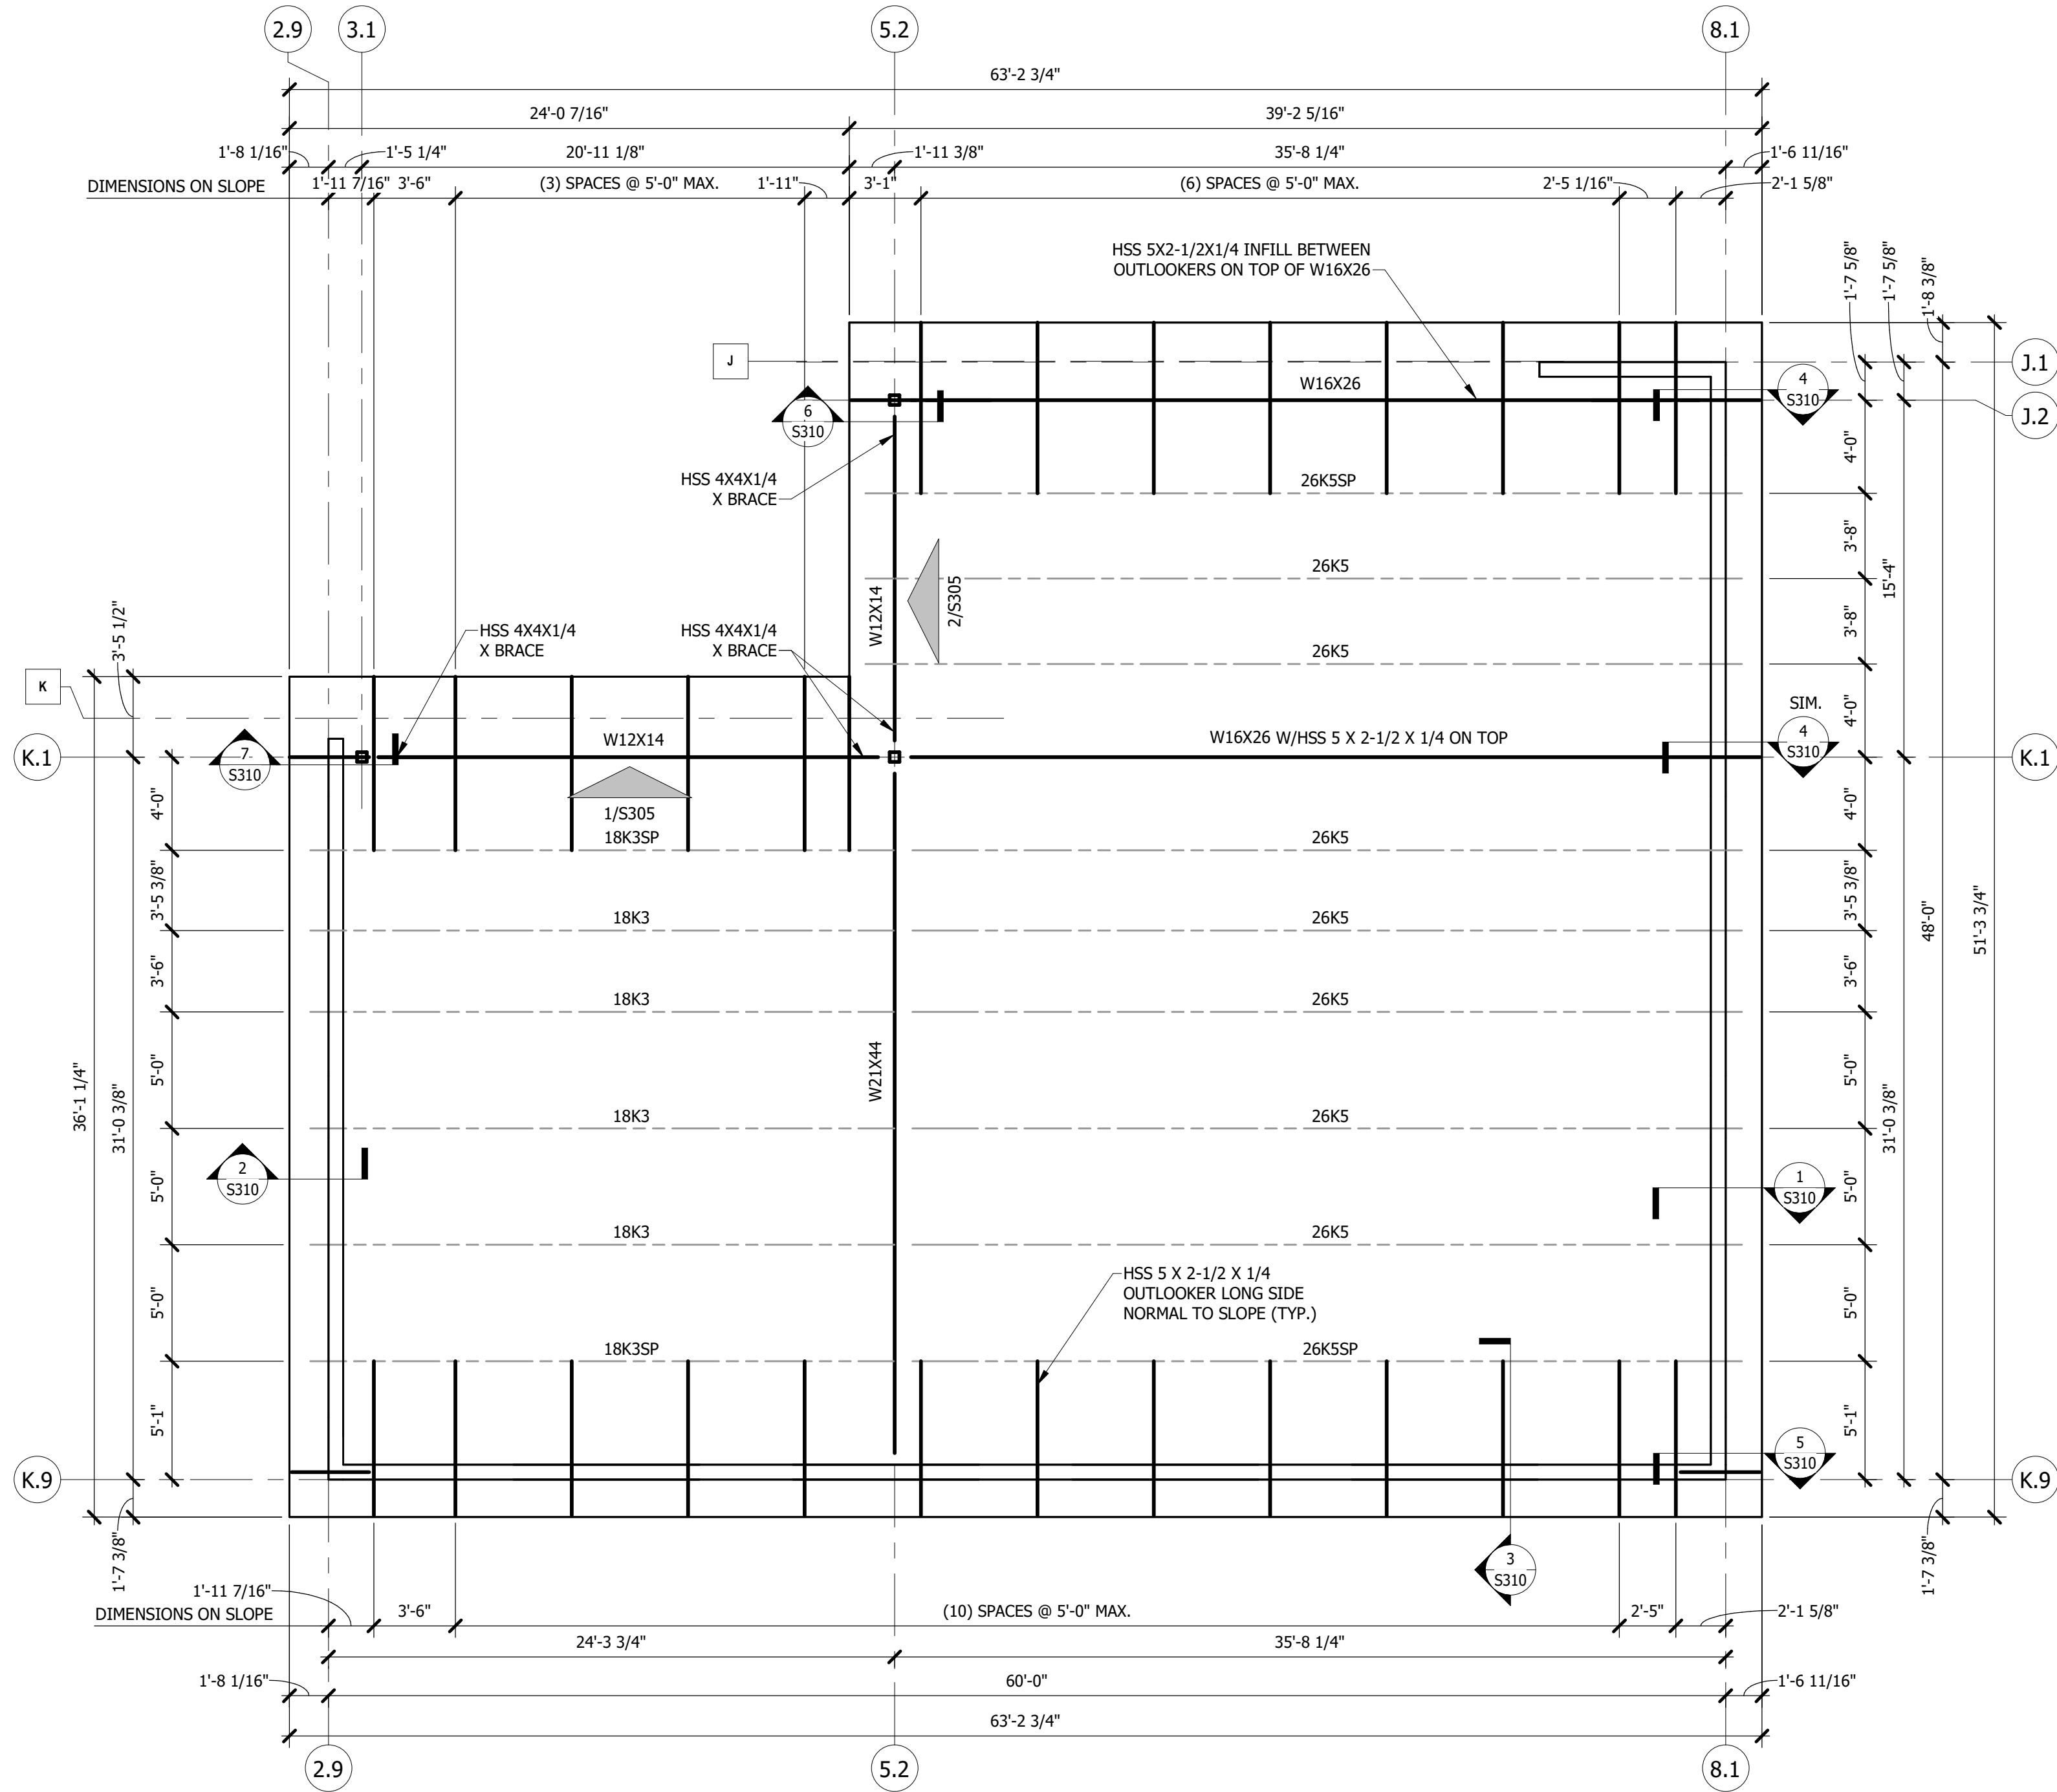 2.9
3.1
5.2
8.1
63'-2 3/4"
24'-0 7/16"
39'-2 5/16"
1'-8 1/16"
1'-5 1/4"
20'-11 1/8"
1'-11 3/8"
35'-8 1/4"
1'-6 11/16"
DIMENSIONS ON SLOPE
1'-11 7/16"
3'-6"
(3) SPACES @ 5'-0" MAX.
1'-11"
3'-1"
(6) SPACES @ 5'-0" MAX.
2'-5 1/16"
2'-1 5/8"
HSS 5X2-1/2X1/4 INFILL BETWEEN
OUTLOOKERS ON TOP OF W16X26
1'-7 5/8"
1'-7 5/8"
1'-8 3/8"
J
J.1
J.2
W16X26
6
S310
4
S310
HSS 4X4X1/4
X BRACE
26K5SP
4'-0"
26K5
3'-8"
15'-4"
W12X14
2/S305
26K5
3'-8"
HSS 4X4X1/4
X BRACE
HSS 4X4X1/4
X BRACE
3'-5 1/2"
K
4'-0"
SIM.
4
S310
K.1
7
S310
W12X14
W16X26 W/HSS 5 X 2-1/2 X 1/4 ON TOP
K.1
1/S305
4'-0"
18K3SP
26K5
4'-0"
3'-5 3/8"
18K3
26K5
3'-5 3/8"
48'-0"
51'-3 3/4"
3'-6"
18K3
26K5
3'-6"
36'-1 1/4"
31'-0 3/8"
5'-0"
W21X44
5'-0"
31'-0 3/8"
18K3
26K5
2
S310
5'-0"
1
S310
5'-0"
18K3
26K5
HSS 5 X 2-1/2 X 1/4
OUTLOOKER LONG SIDE
NORMAL TO SLOPE (TYP.)
5'-0"
5'-0"
18K3SP
26K5SP
5'-1"
5'-1"
K.9
5
S310
K.9
1'-7 3/8"
1'-7 3/8"
3
S310
1'-11 7/16"
DIMENSIONS ON SLOPE
3'-6"
(10) SPACES @ 5'-0" MAX.
2'-5"
2'-1 5/8"
24'-3 3/4"
35'-8 1/4"
1'-8 1/16"
60'-0"
1'-6 11/16"
63'-2 3/4"
2.9
5.2
8.1